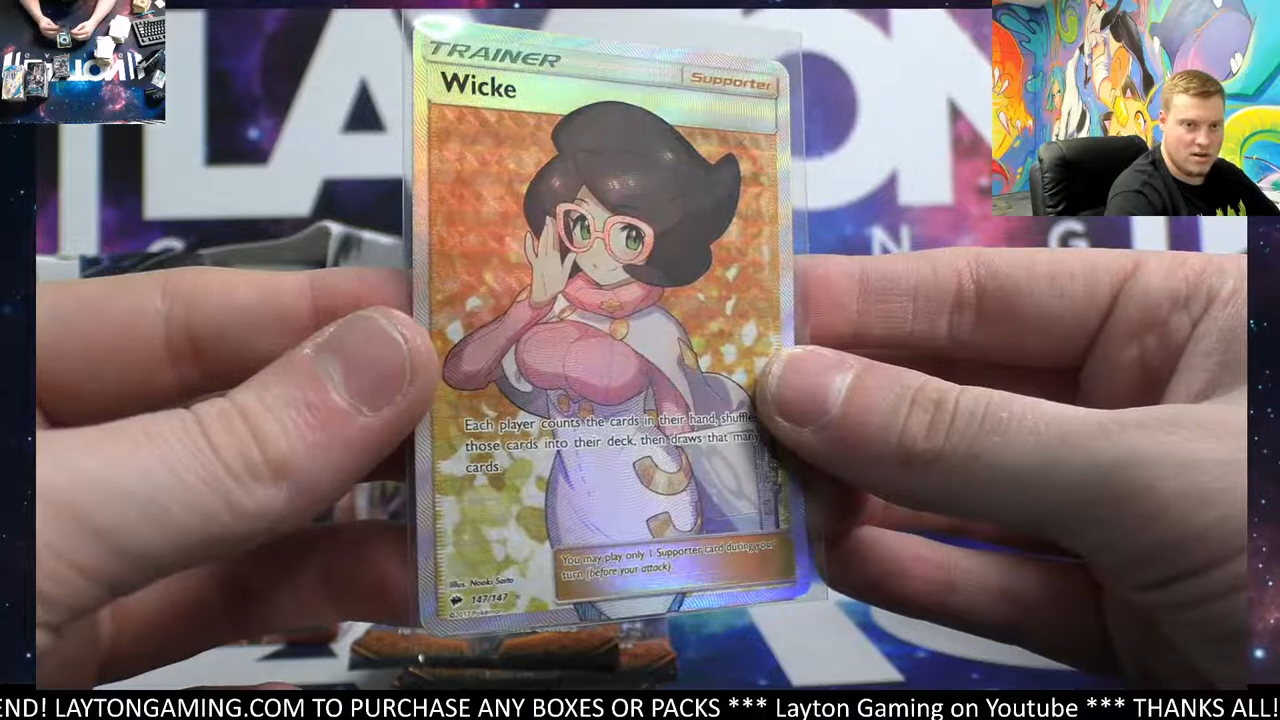 TRAINER
Supporter
Wicke
Each player counts the cards in their hand, shuffle
those cards into their deck, then draws that many
cards.
You may play only 1 Supporter card during your
turn (before your attack).
Illus. Naoki Saito
147/147
©2017 Pokémon
END! LAYTONGAMING.COM TO PURCHASE ANY BOXES OR PACKS *** Layton Gaming on Youtube *** THANKS ALL!